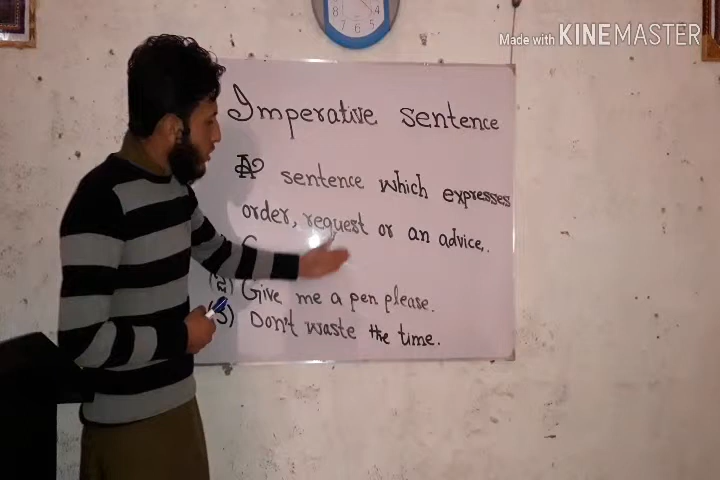 Made with KINEMASTER
Imperative sentence
A sentence which expresses
order, request or an advice.
(2) Give me a pen please.
(3) Don't waste the time.